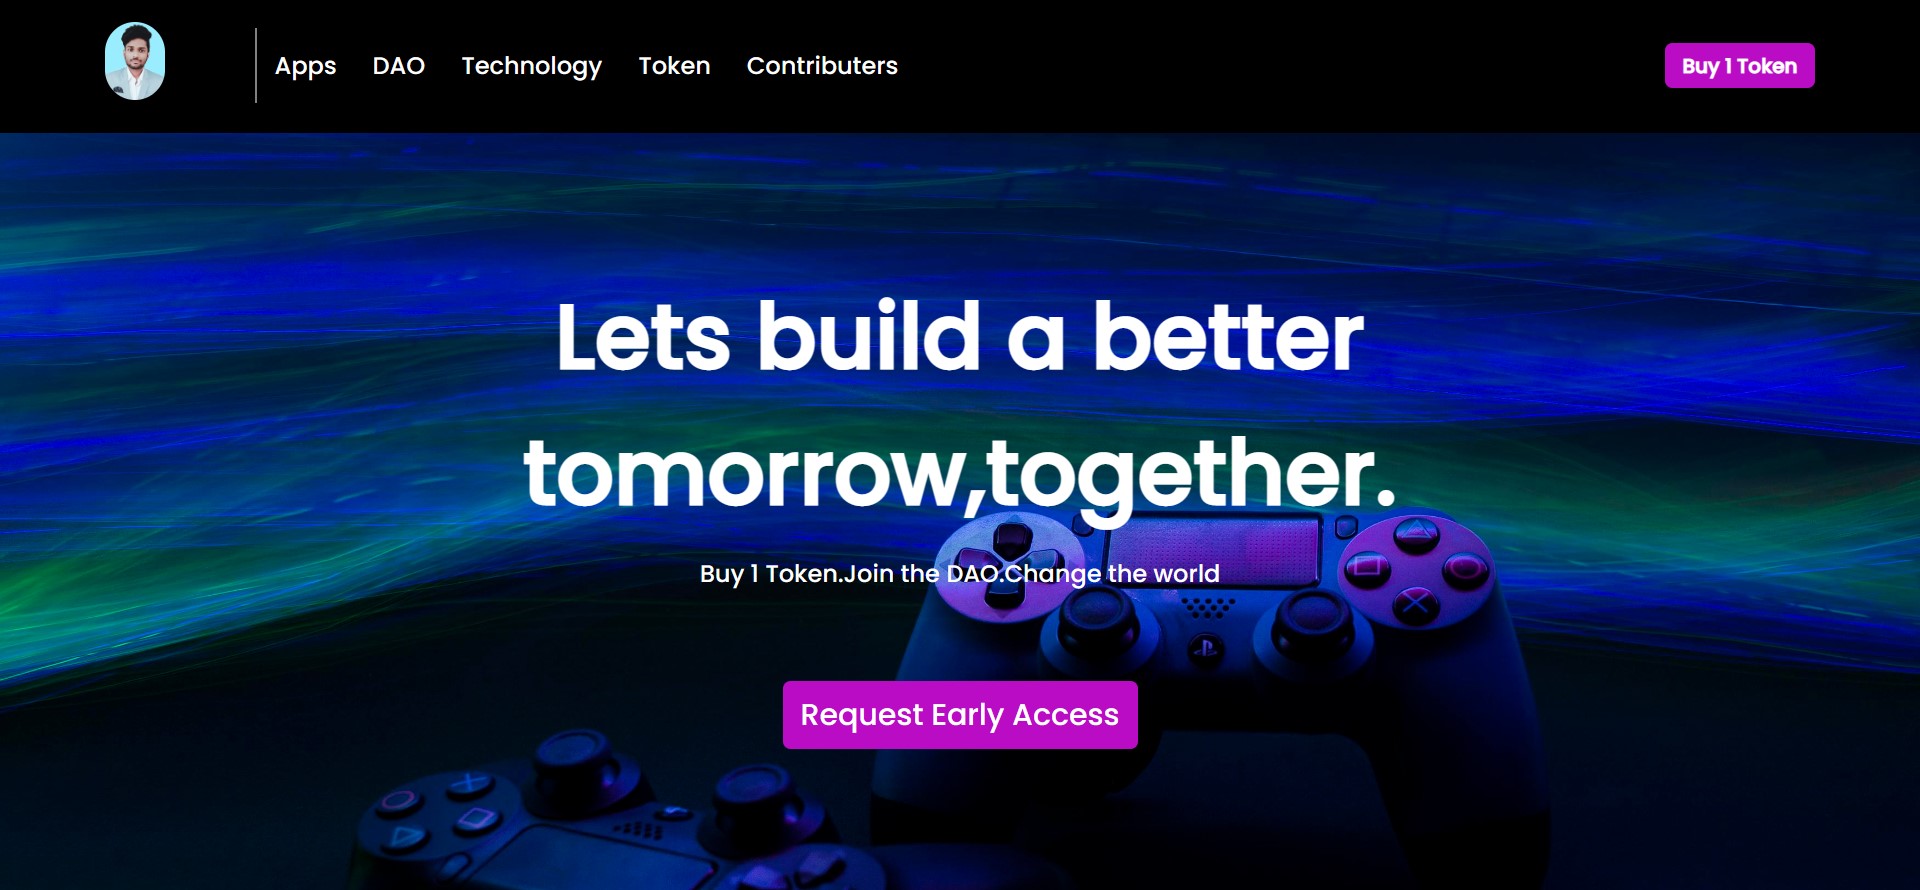 Apps DAO Technology Token Contributers Buy 1 Token
Lets build a better
tomorrow,together.
Buy 1 Token.Join the DAO.Change the world
Request Early Access